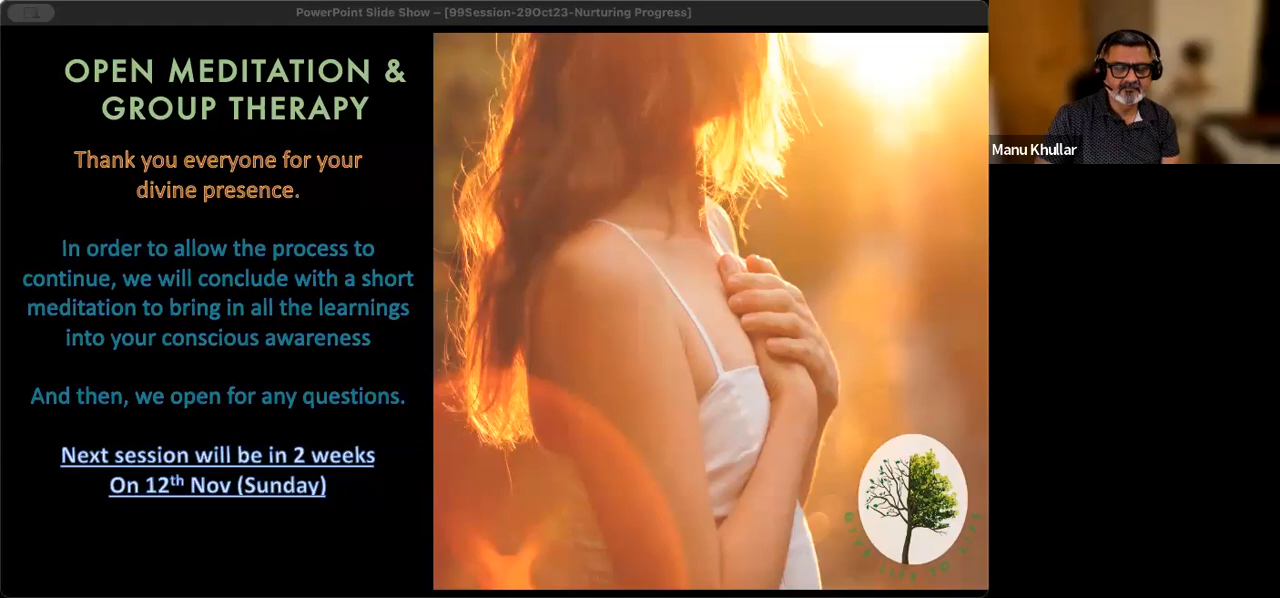 PowerPoint Slide Show – [99Session-29Oct23-Nurturing Progress]
OPEN MEDITATION &
GROUP THERAPY
Thank you everyone for your
divine presence.
In order to allow the process to
continue, we will conclude with a short
meditation to bring in all the learnings
into your conscious awareness
And then, we open for any questions.
Next session will be in 2 weeks
On 12th Nov (Sunday)
Manu Khullar